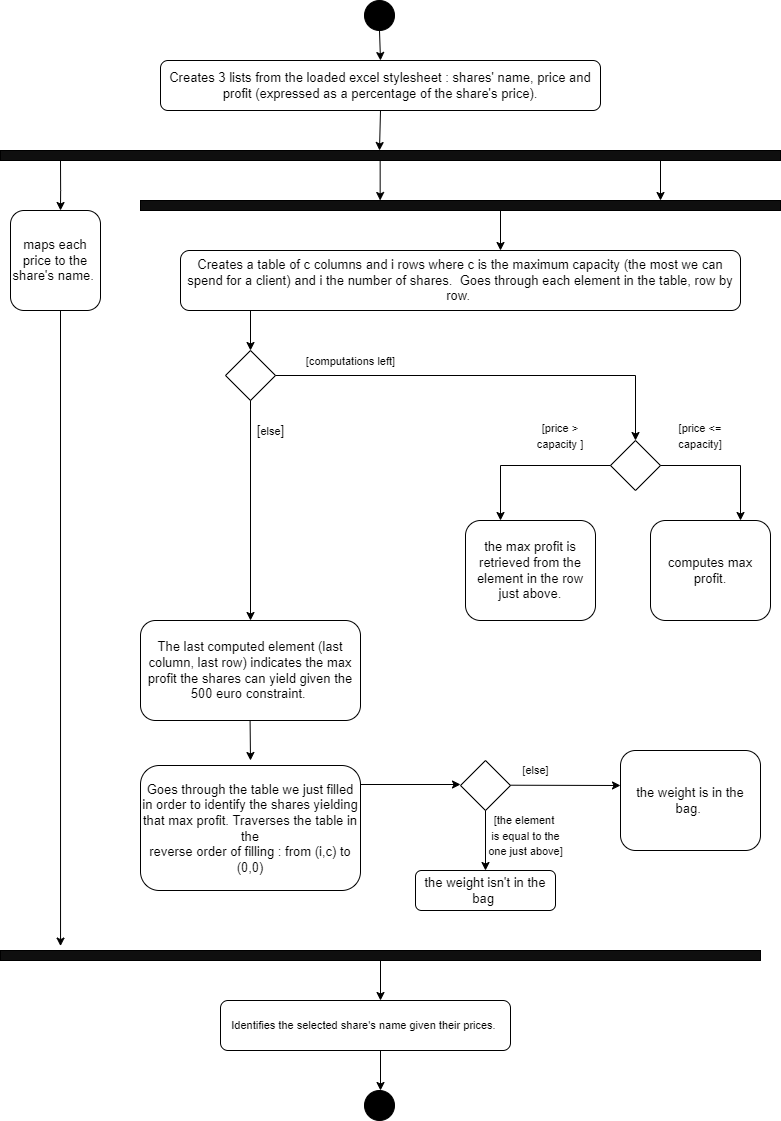 Creates 3 lists from the loaded excel stylesheet : shares' name, price and
profit (expressed as a percentage of the share's price).
maps each
price to the
share's name.
Creates a table of c columns and i rows where c is the maximum capacity (the most we can
spend for a client) and i the number of shares.  Goes through each element in the table, row by
row.
[computations left]
[else]
[price >
capacity ]
[price <=
capacity]
the max profit is
retrieved from the
element in the row
just above.
computes max
profit.
The last computed element (last
column, last row) indicates the max
profit the shares can yield given the
500 euro constraint.
Goes through the table we just filled
in order to identify the shares yielding
that max profit. Traverses the table in
the
reverse order of filling : from (i,c) to
(0,0)
[else]
[the element
is equal to the
one just above]
the weight is in the
bag.
the weight isn't in the
bag
Identifies the selected share's name given their prices.